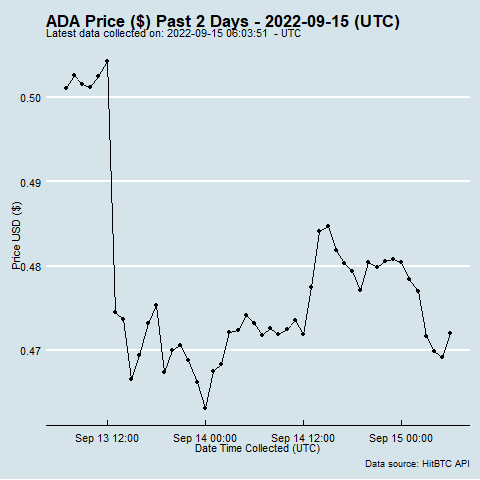 ADA Price ($) Past 2 Days - 2022-09-15 (UTC)
Latest data collected on: 2022-09-15 06:03:51  - UTC
0.50
0.49
0.48
0.47
Price USD ($)
Sep 13 12:00
Sep 14 00:00
Sep 14 12:00
Sep 15 00:00
Date Time Collected (UTC)
Data source: HitBTC API